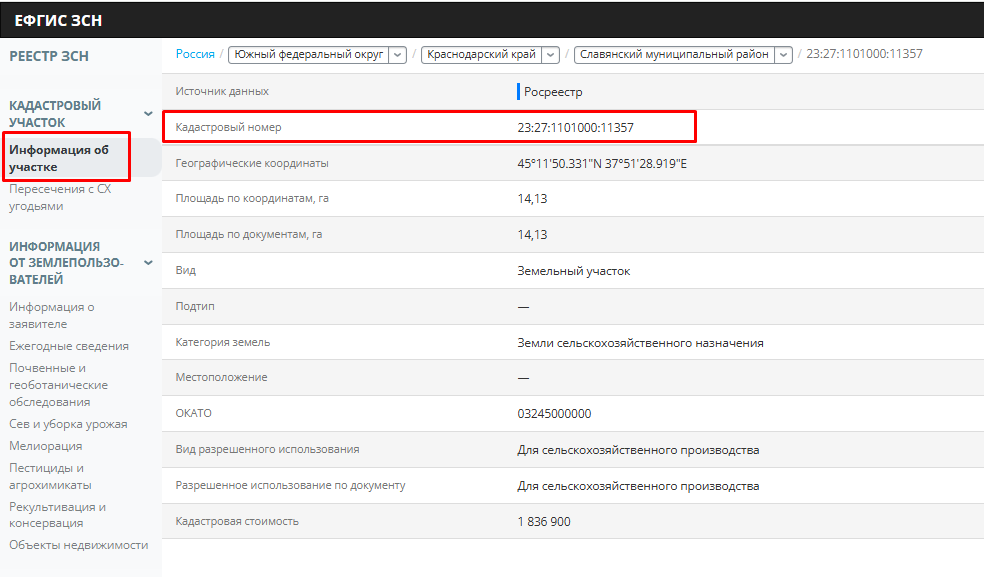 ЕФГИС ЗСН
РЕЕСТР ЗСН
КАДАСТРОВЫЙ
УЧАСТОК
Информация об
участке
Пересечения с СХ
угодьями
ИНФОРМАЦИЯ
ОТ ЗЕМЛЕПОЛЬЗО-
ВАТЕЛЕЙ
Информация о
заявителе
Ежегодные сведения
Почвенные и
геоботанические
обследования
Сев и уборка урожая
Мелиорация
Пестициды и
агрохимикаты
Рекультивация и
консервация
Объекты недвижимости
Россия / Южный федеральный округ / Краснодарский край / Славянский муниципальный район / 23:27:1101000:11357
Источник данных Росреестр
Кадастровый номер 23:27:1101000:11357
Географические координаты 45°11'50.331"N 37°51'28.919"E
Площадь по координатам, га 14,13
Площадь по документам, га 14,13
Вид Земельный участок
Подтип —
Категория земель Земли сельскохозяйственного назначения
Местоположение —
ОКАТО 03245000000
Вид разрешенного использования Для сельскохозяйственного производства
Разрешенное использование по документу Для сельскохозяйственного производства
Кадастровая стоимость 1 836 900